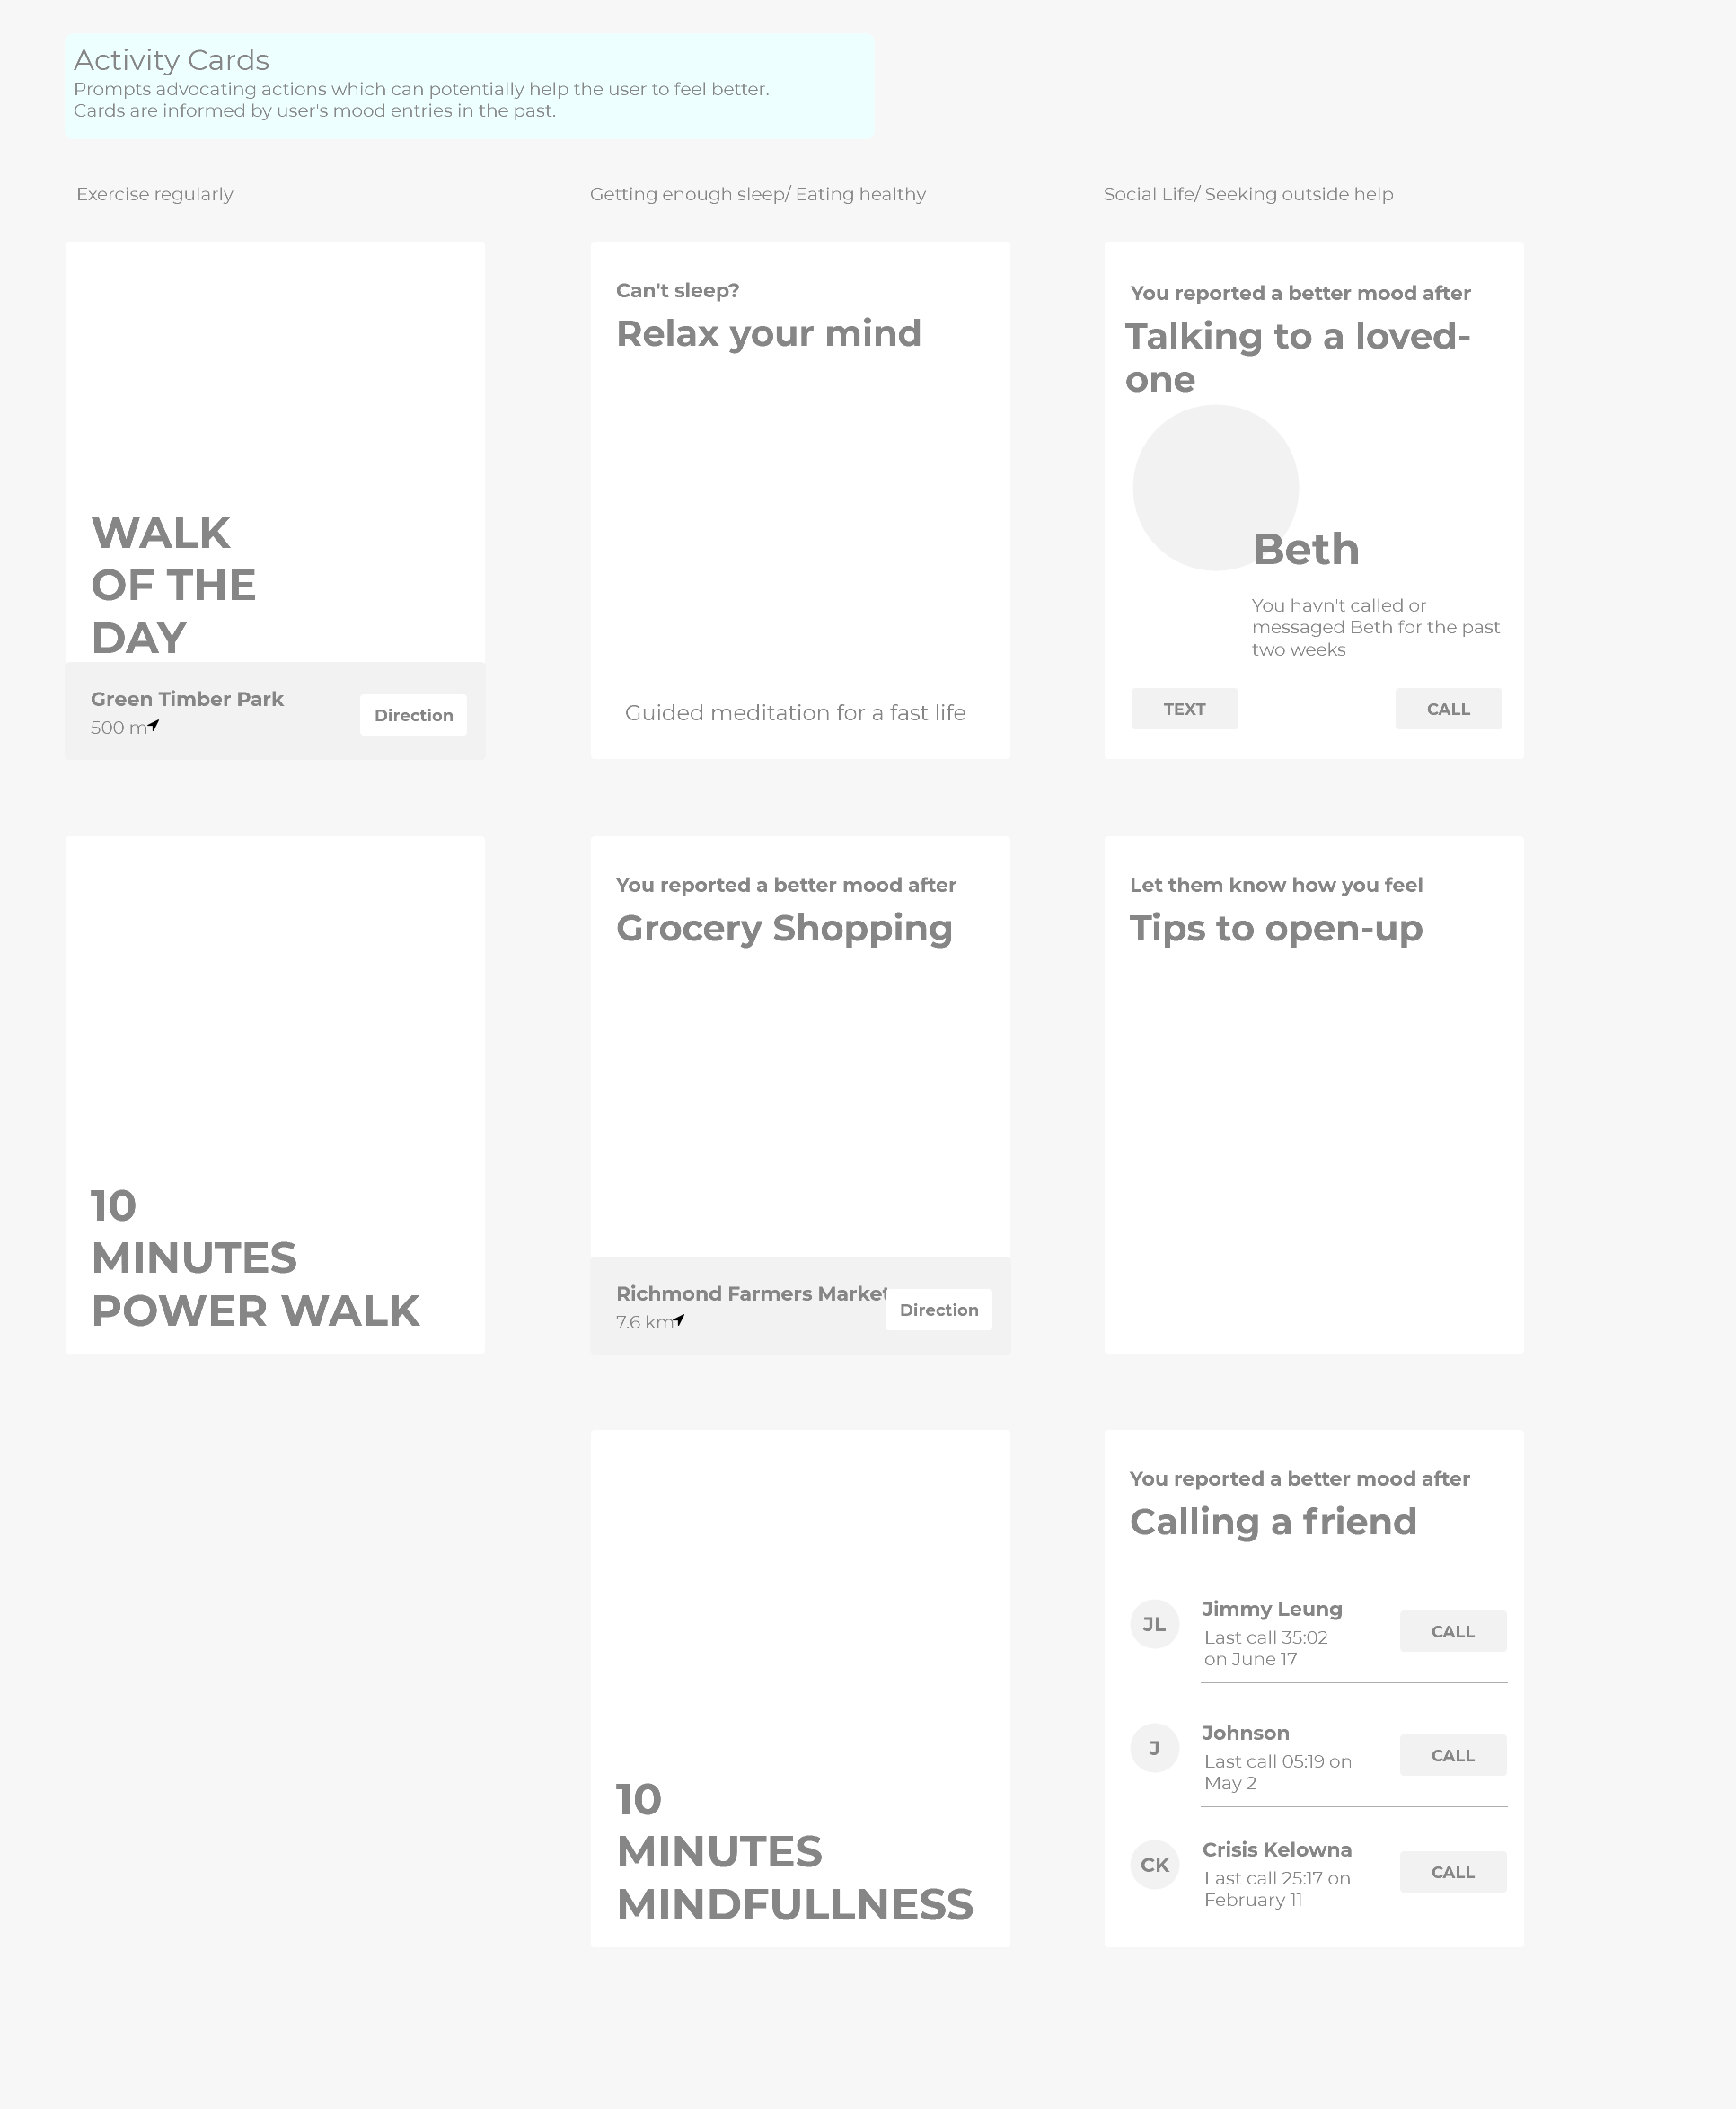 Activity Cards
Prompts advocating actions which can potentially help the user to feel better.
Cards are informed by user's mood entries in the past.
Exercise regularly
Getting enough sleep/ Eating healthy
Social Life/ Seeking outside help
WALK
OF THE
DAY
Green Timber Park
500 m
Direction
Can't sleep?
Relax your mind
Guided meditation for a fast life
You reported a better mood after
Talking to a loved-
one
Beth
You havn't called or
messaged Beth for the past
two weeks
TEXT
CALL
10
MINUTES
POWER WALK
You reported a better mood after
Grocery Shopping
Richmond Farmers Market
7.6 km
Direction
Let them know how you feel
Tips to open-up
10
MINUTES
MINDFULLNESS
You reported a better mood after
Calling a friend
JL
Jimmy Leung
Last call 35:02
on June 17
CALL
J
Johnson
Last call 05:19 on
May 2
CALL
CK
Crisis Kelowna
Last call 25:17 on
February 11
CALL